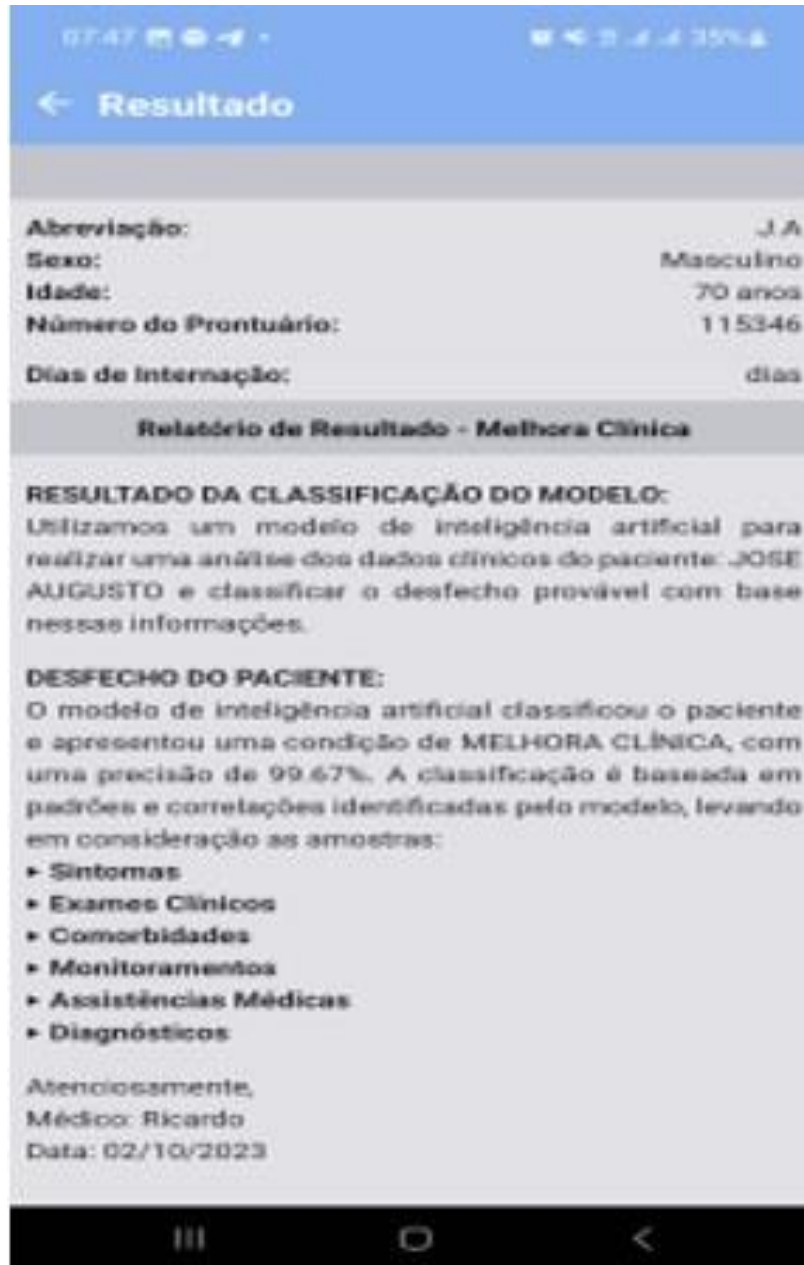 07:47 35%
← Resultado
Abreviação: J.A
Sexo: Masculino
Idade: 70 anos
Número do Prontuário: 115346
Dias de Internação: dias
Relatório de Resultado - Melhora Clínica
RESULTADO DA CLASSIFICAÇÃO DO MODELO:
Utilizamos um modelo de inteligência artificial para
realizar uma análise dos dados clínicos do paciente: JOSE
AUGUSTO e classificar o desfecho provável com base
nessas informações.
DESFECHO DO PACIENTE:
O modelo de inteligência artificial classificou o paciente
e apresentou uma condição de MELHORA CLÍNICA, com
uma precisão de 99.67%. A classificação é baseada em
padrões e correlações identificadas pelo modelo, levando
em consideração as amostras:
▸ Sintomas
▸ Exames Clínicos
▸ Comorbidades
▸ Monitoramentos
▸ Assistências Médicas
▸ Diagnósticos
Atenciosamente,
Médico: Ricardo
Data: 02/10/2023